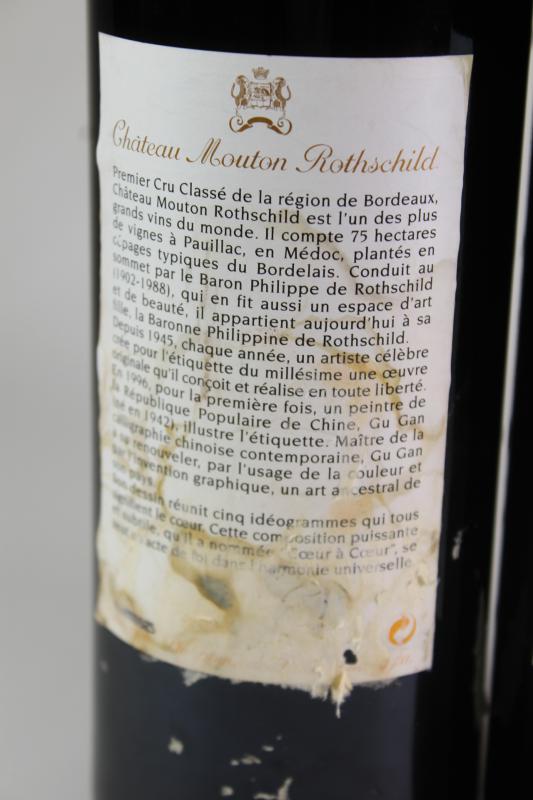 Château Mouton Rothschild
Premier Cru Classé de la région de Bordeaux,
Château Mouton Rothschild est l'un des plus
grands vins du monde. Il compte 75 hectares
de vignes à Pauillac, en Médoc, plantés en
cépages typiques du Bordelais. Conduit au
sommet par le Baron Philippe de Rothschild
(1902-1988), qui en fit aussi un espace d'art
et de beauté, il appartient aujourd'hui à sa
fille, la Baronne Philippine de Rothschild.
Depuis 1945, chaque année, un artiste célèbre
crée pour l'étiquette du millésime une œuvre
originale qu'il conçoit et réalise en toute liberté.
En 1996, pour la première fois, un peintre de
la République Populaire de Chine, Gu Gan
(né en 1942), illustre l'étiquette. Maître de la
calligraphie chinoise contemporaine, Gu Gan
a su renouveler, par l'usage de la couleur et
par l'invention graphique, un art ancestral de
son pays.
Son dessin réunit cinq idéogrammes qui tous
signifient le cœur. Cette composition puissante
et subtile, qu'il a nommée "Cœur à Cœur", se
acte de foi dans l'harmonie universelle